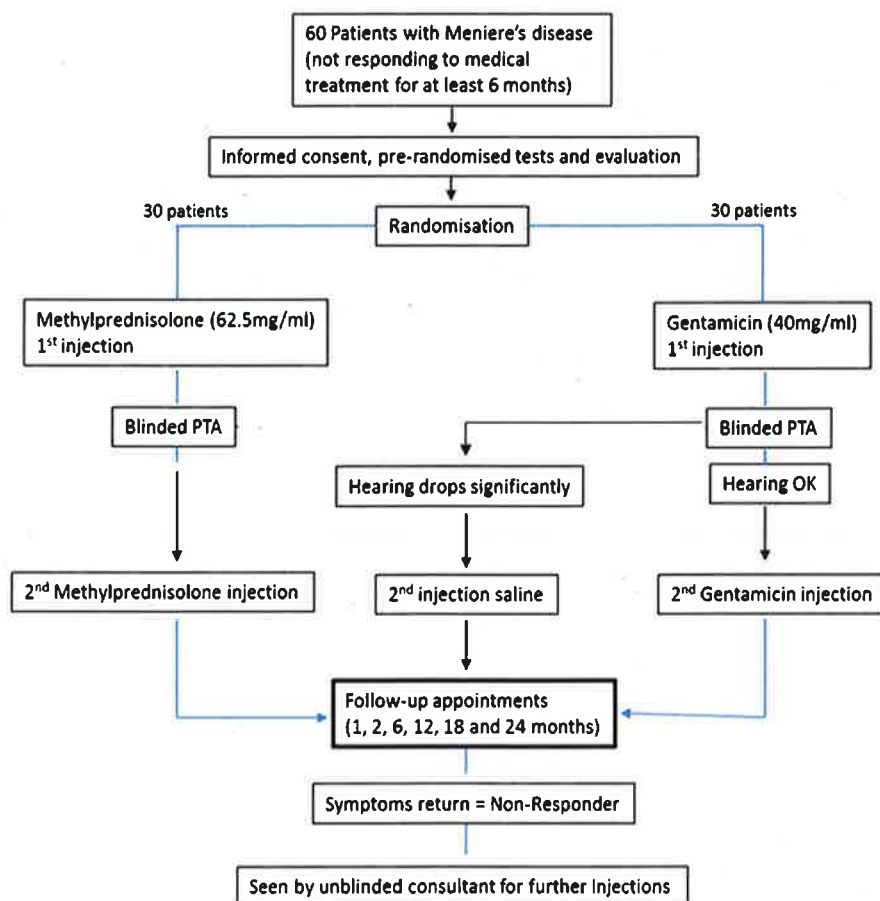 60 Patients with Meniere's disease
(not responding to medical
treatment for at least 6 months)
Informed consent, pre-randomised tests and evaluation
30 patients
Randomisation
30 patients
Methylprednisolone (62.5mg/ml)
1st injection
Gentamicin (40mg/ml)
1st injection
Blinded PTA
Blinded PTA
Hearing drops significantly
Hearing OK
2nd Methylprednisolone injection
2nd injection saline
2nd Gentamicin injection
Follow-up appointments
(1, 2, 6, 12, 18 and 24 months)
Symptoms return = Non-Responder
Seen by unblinded consultant for further Injections